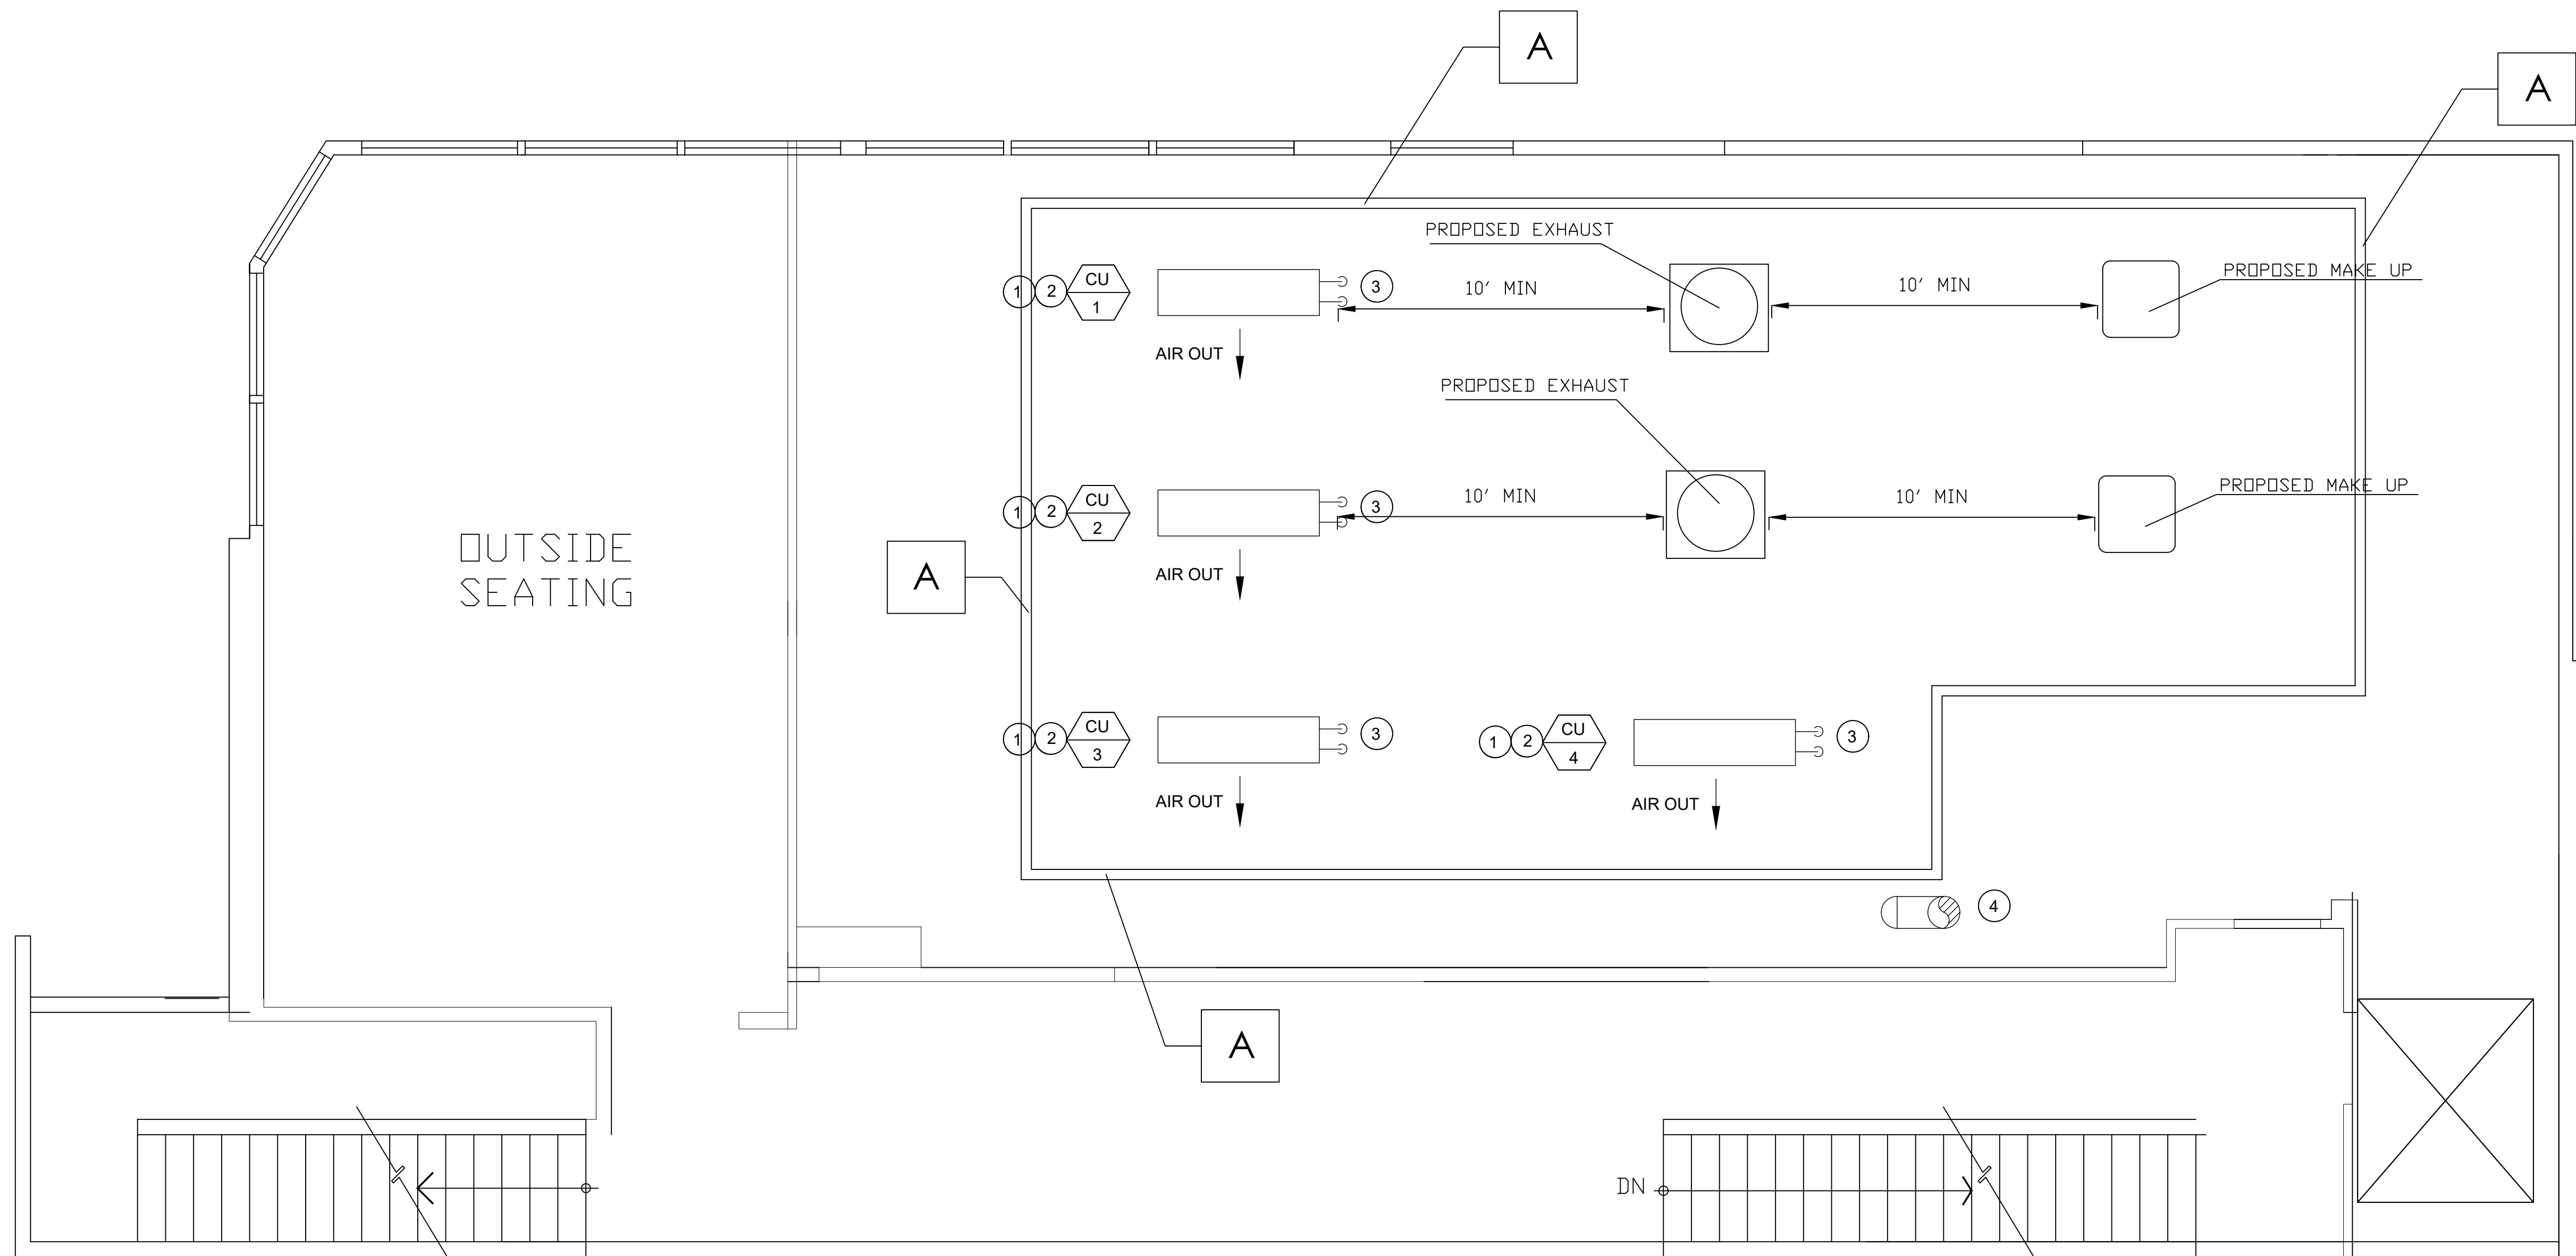 A
A
PROPOSED EXHAUST
1 2 CU 1
3
10' MIN
10' MIN
PROPOSED MAKE UP
AIR OUT
PROPOSED EXHAUST
1 2 CU 2
3
10' MIN
10' MIN
PROPOSED MAKE UP
OUTSIDE
SEATING
A
AIR OUT
1 2 CU 3
3
1 2 CU 4
3
AIR OUT
AIR OUT
4
A
DN